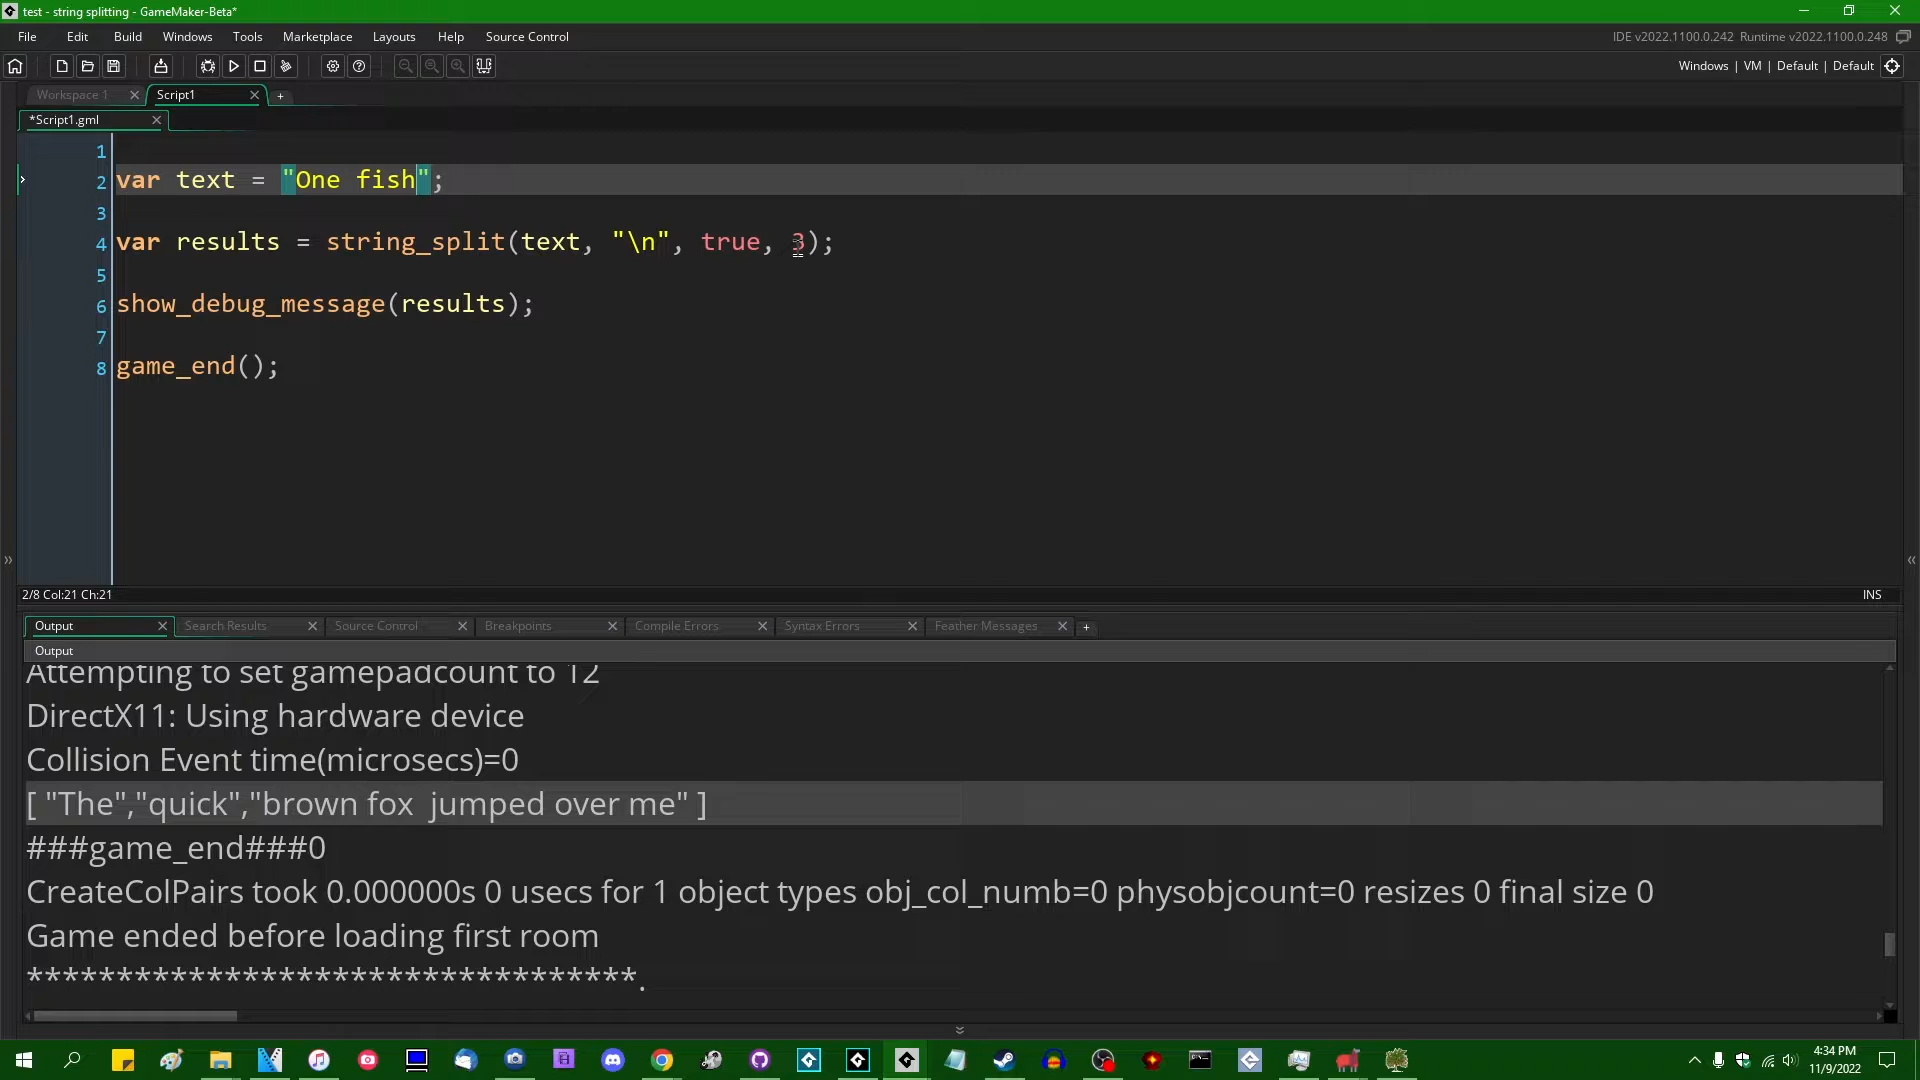 test - string splitting - GameMaker-Beta*
File Edit Build Windows Tools Marketplace Layouts Help Source Control
IDE v2022.1100.0.242 Runtime v2022.1100.0.248
Windows | VM | Default | Default
Workspace 1 Script1
*Script1.gml
1
2 var text = "One fish";
3
4 var results = string_split(text, "\n", true, 3);
5
6 show_debug_message(results);
7
8 game_end();
2/8 Col:21 Ch:21 INS
Output Search Results Source Control Breakpoints Compile Errors Syntax Errors Feather Messages
Output
Attempting to set gamepadcount to 12
DirectX11: Using hardware device
Collision Event time(microsecs)=0
[ "The","quick","brown fox  jumped over me" ]
###game_end###0
CreateColPairs took 0.000000s 0 usecs for 1 object types obj_col_numb=0 physobjcount=0 resizes 0 final size 0
Game ended before loading first room
***********************************.
4:34 PM
11/9/2022